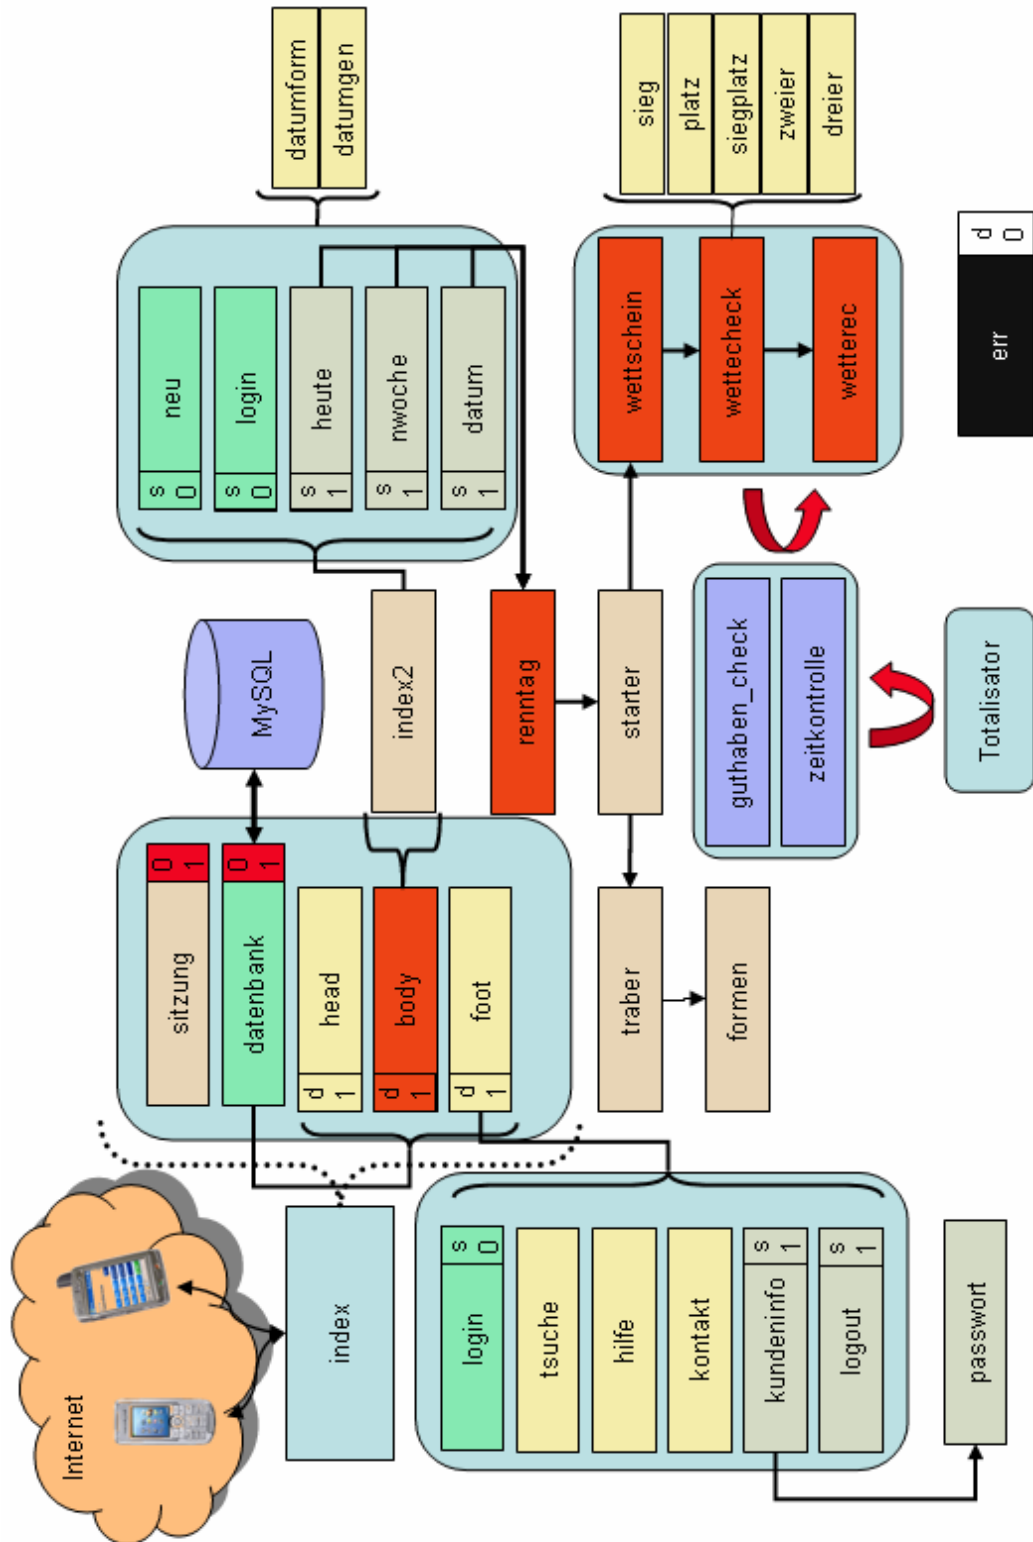 Internet
index
login
s
0
tsuche
hilfe
kontakt
kundeninfo
s
1
logout
s
1
passwort
sitzung
0
1
datenbank
0
1
d
1
head
d
1
body
d
1
foot
MySQL
index2
renntag
starter
traber
formen
s
0
neu
s
0
login
s
1
heute
s
1
nwoche
s
1
datum
datumform
datumgen
wettschein
wettecheck
wetterec
sieg
platz
siegplatz
zweier
dreier
guthaben_check
zeitkontrolle
Totalisator
err
d
0